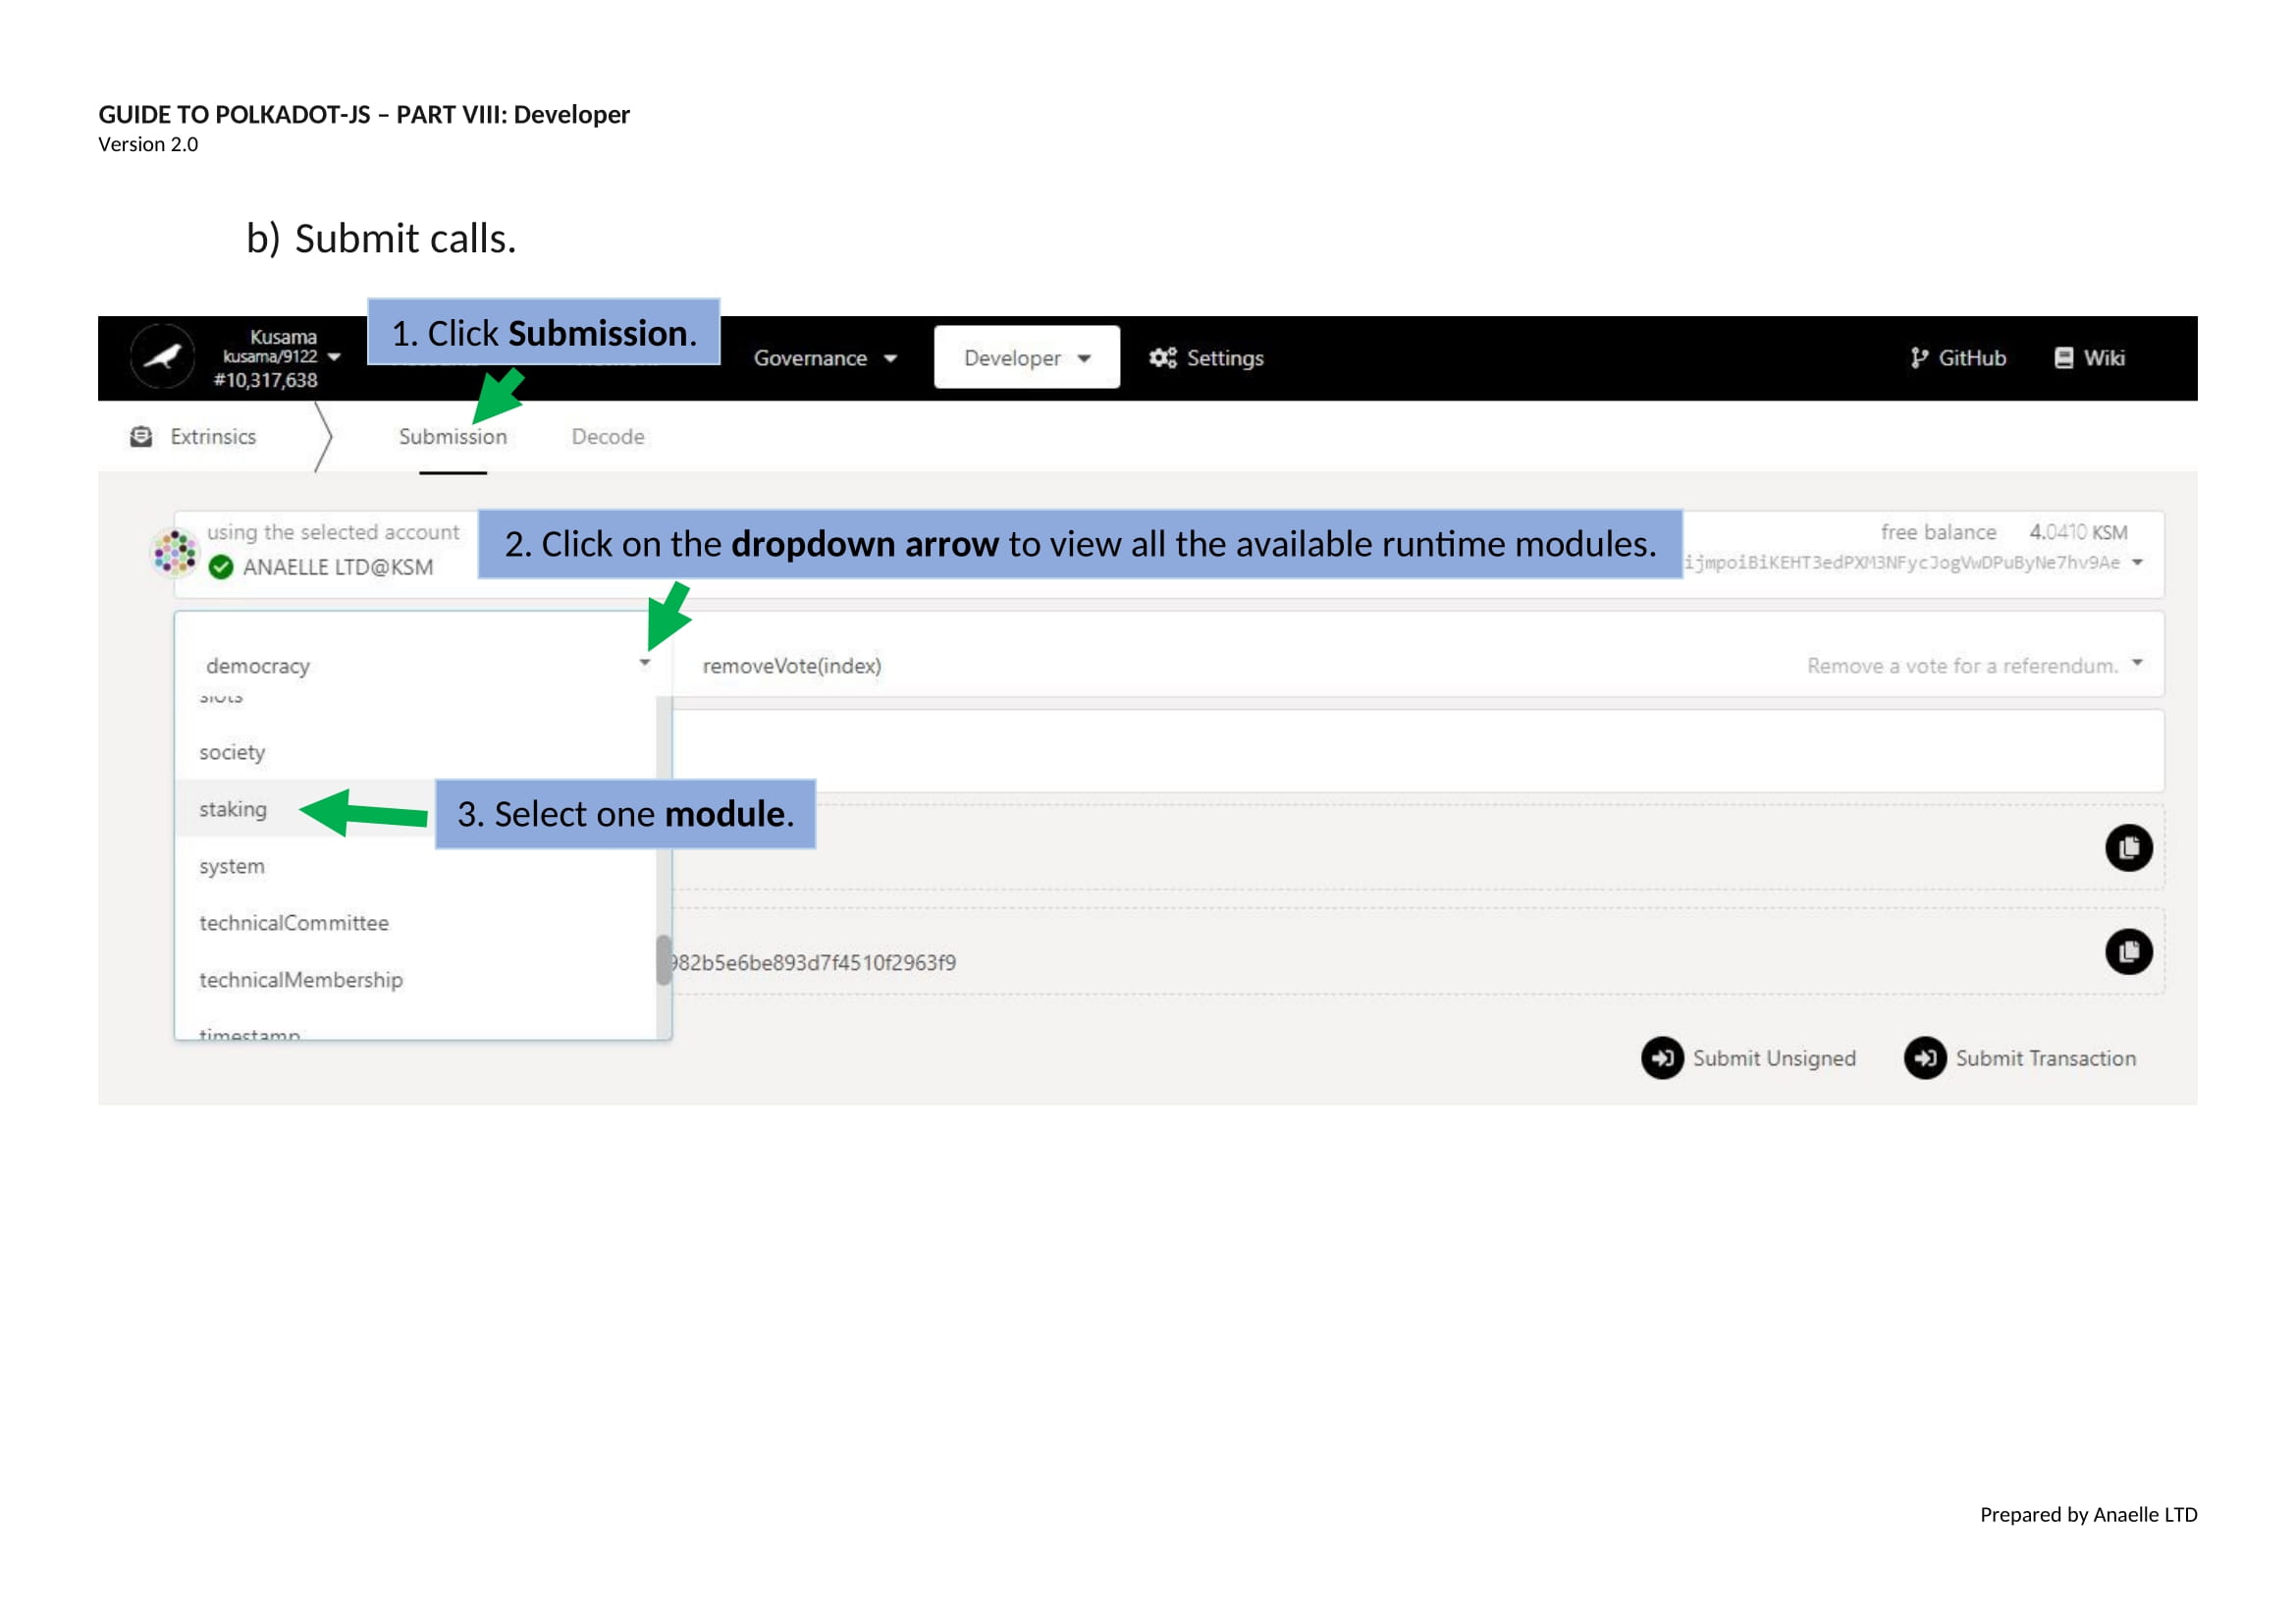 GUIDE TO POLKADOT-JS – PART VIII: Developer
Version 2.0
b) Submit calls.
1. Click Submission.
Kusama
kusama/9122
#10,317,638
Governance
Developer
Settings
GitHub
Wiki
Extrinsics
Submission
Decode
using the selected account
ANAELLE LTD@KSM
2. Click on the dropdown arrow to view all the available runtime modules.
free balance 4.0410 KSM
ijmpoiBiKEHT3edPXM3NFycJogVwDPuByNe7hv9Ae
democracy
removeVote(index)
Remove a vote for a referendum.
slots
society
staking
3. Select one module.
system
technicalCommittee
technicalMembership
982b5e6be893d7f4510f2963f9
timestamp
Submit Unsigned
Submit Transaction
Prepared by Anaelle LTD